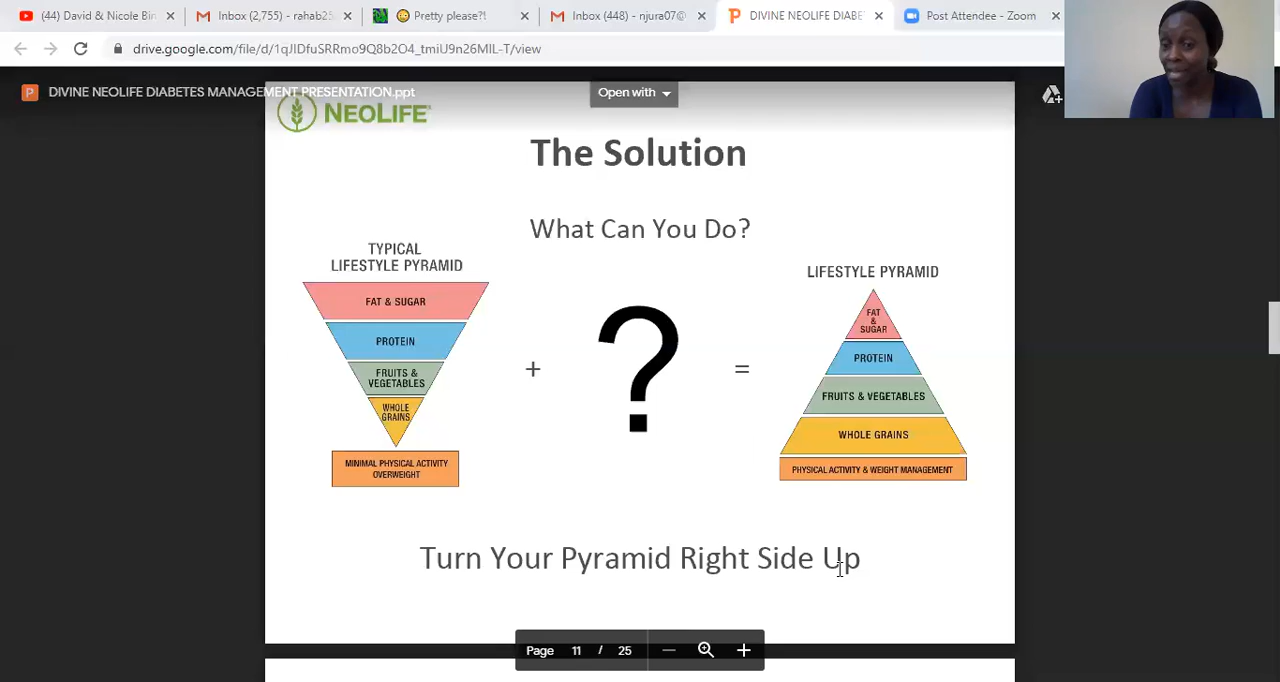 (44) David & Nicole Bin
Inbox (2,755) - rahab23
Pretty please?!
Inbox (448) - njura07@
DIVINE NEOLIFE DIABE
Post Attendee - Zoom
drive.google.com/file/d/1qJIDfuSRRmo9Q8b2O4_tmiU9n26MIL-T/view
DIVINE NEOLIFE DIABETES MANAGEMENT PRESENTATION.ppt
Open with
NEOLIFE
The Solution
What Can You Do?
TYPICAL
LIFESTYLE PYRAMID
FAT & SUGAR
PROTEIN
FRUITS &
VEGETABLES
WHOLE
GRAINS
MINIMAL PHYSICAL ACTIVITY
OVERWEIGHT
+
?
=
LIFESTYLE PYRAMID
FAT
&
SUGAR
PROTEIN
FRUITS & VEGETABLES
WHOLE GRAINS
PHYSICAL ACTIVITY & WEIGHT MANAGEMENT
Turn Your Pyramid Right Side Up
Page 11 / 25